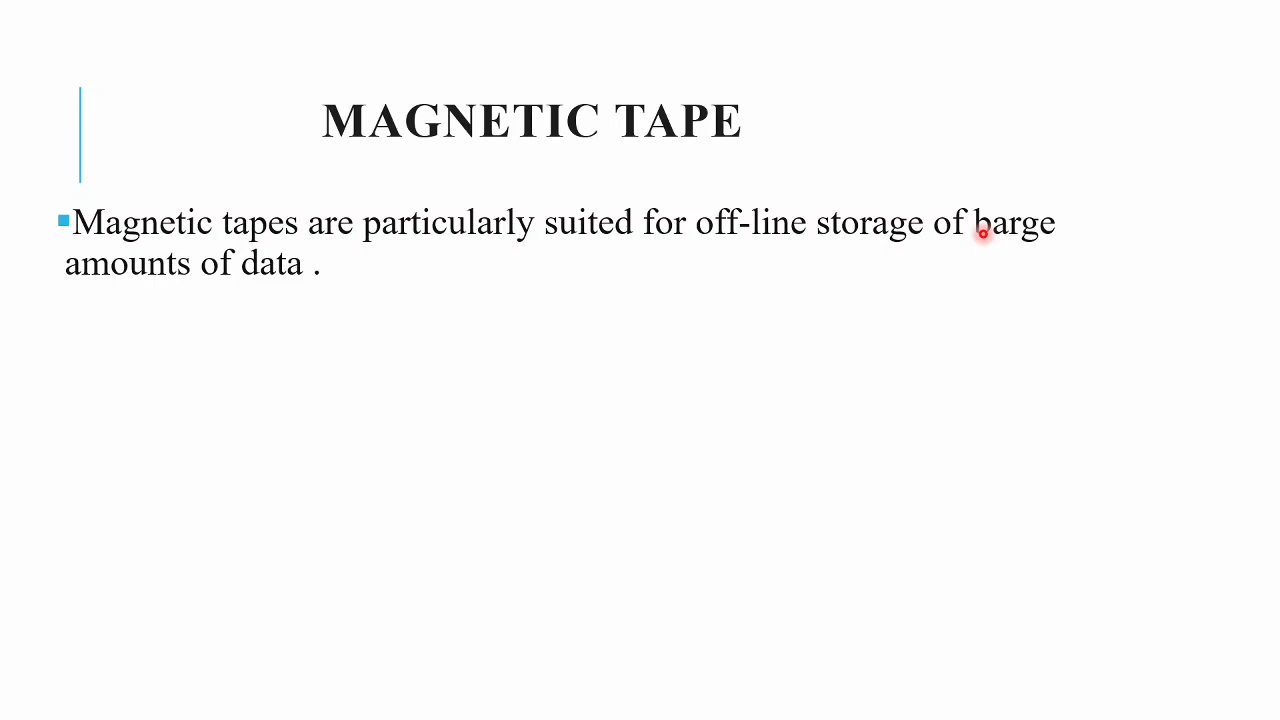 MAGNETIC TAPE
▪Magnetic tapes are particularly suited for off-line storage of barge
amounts of data .